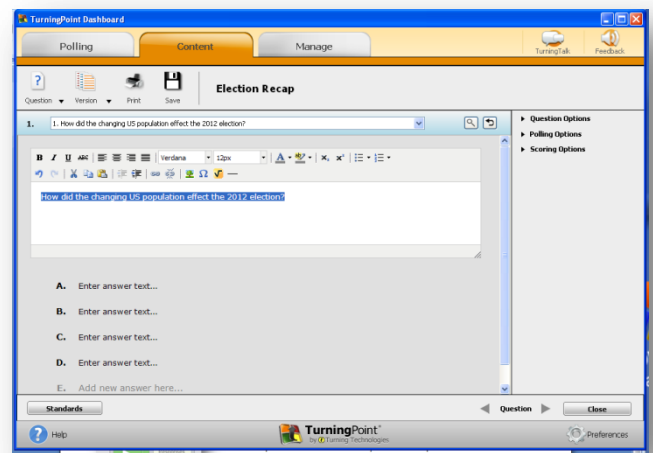 TurningPoint Dashboard
Polling
Content
Manage
TurningTalk
Feedback
Question
Version
Print
Save
Election Recap
1.
1. How did the changing US population effect the 2012 election?
Question Options
Polling Options
Scoring Options
B I U ABC
Verdana
12px
How did the changing US population effect the 2012 election?
A. Enter answer text...
B. Enter answer text...
C. Enter answer text...
D. Enter answer text...
E. Add new answer here...
Standards
Question
Close
Help
TurningPoint
by Turning Technologies
Preferences